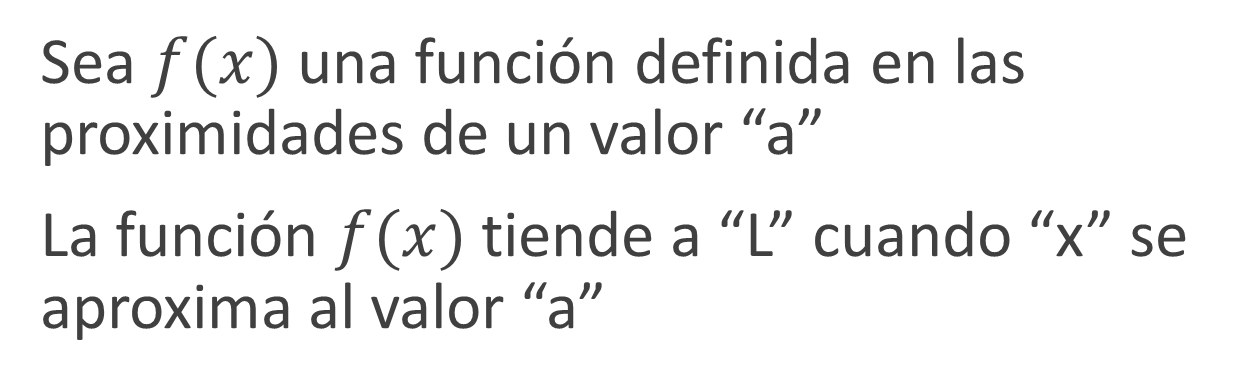 Sea f(x) una función definida en las
proximidades de un valor “a”
La función f(x) tiende a “L” cuando “x” se
aproxima al valor “a”